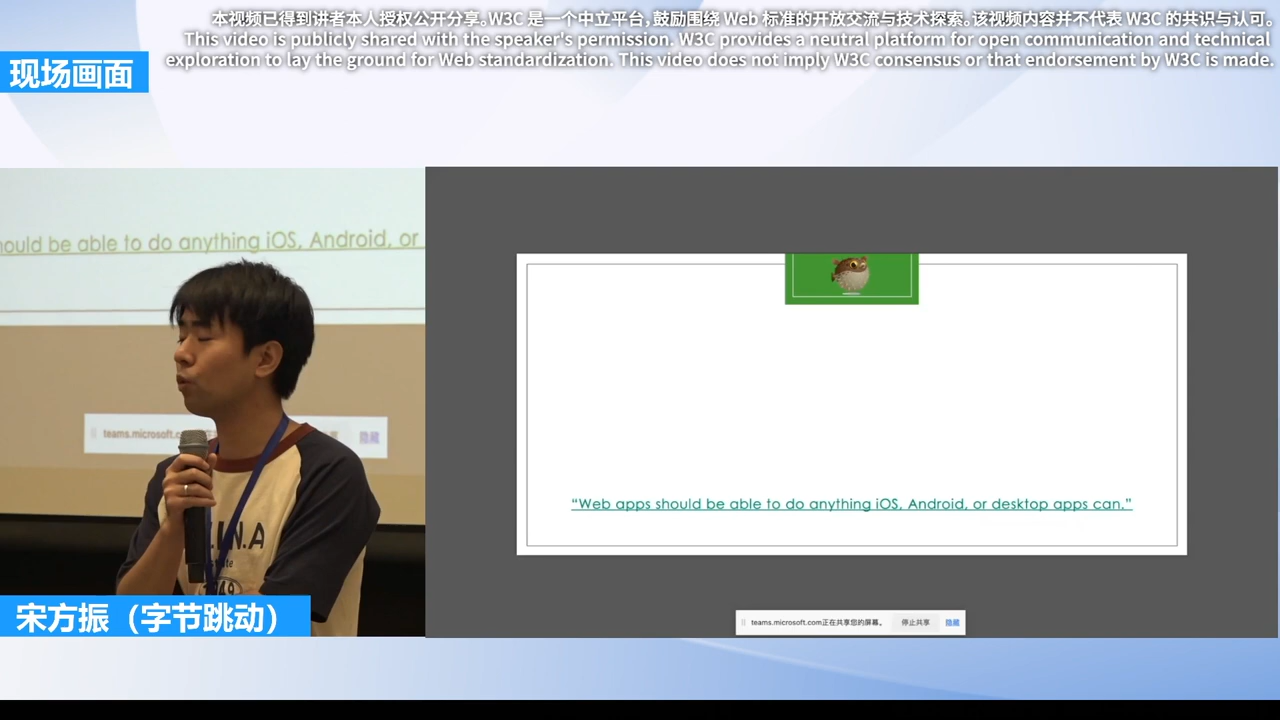 本视频已得到讲者本人授权公开分享。W3C 是一个中立平台，鼓励围绕 Web 标准的开放交流与技术探索。该视频内容并不代表 W3C 的共识与认可。
This video is publicly shared with the speaker's permission. W3C provides a neutral platform for open communication and technical
exploration to lay the ground for Web standardization. This video does not imply W3C consensus or that endorsement by W3C is made.
现场画面
ould be able to do anything iOS, Android, or
teams.microsoft.c
隐藏
宋方振（字节跳动）
“Web apps should be able to do anything iOS, Android, or desktop apps can.”
teams.microsoft.com正在共享您的屏幕。 停止共享 隐藏